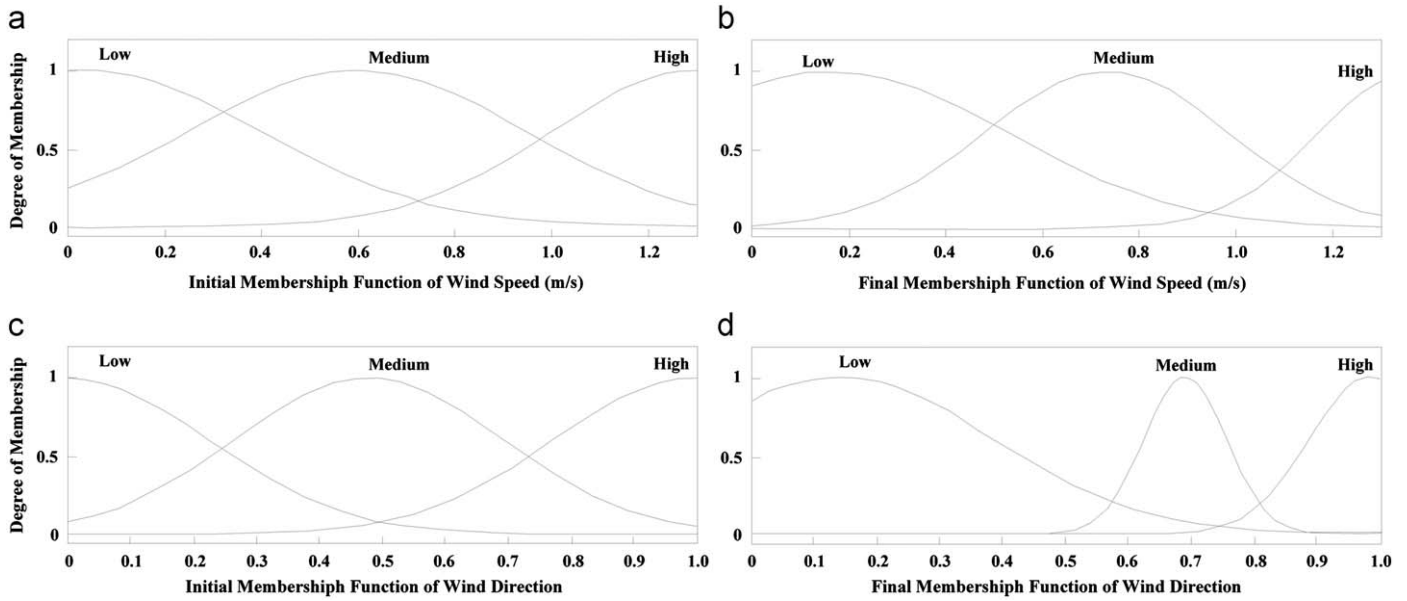 a
Low
Medium
High
Degree of Membership
1
0.5
0
0 0.2 0.4 0.6 0.8 1.0 1.2
Initial Membershiph Function of Wind Speed (m/s)
b
Low
Medium
High
1
0.5
0
0 0.2 0.4 0.6 0.8 1.0 1.2
Final Membershiph Function of Wind Speed (m/s)
c
Low
Medium
High
Degree of Membership
1
0.5
0
0 0.1 0.2 0.3 0.4 0.5 0.6 0.7 0.8 0.9 1.0
Initial Membershiph Function of Wind Direction
d
Low
Medium
High
1
0.5
0
0 0.1 0.2 0.3 0.4 0.5 0.6 0.7 0.8 0.9 1.0
Final Membershiph Function of Wind Direction